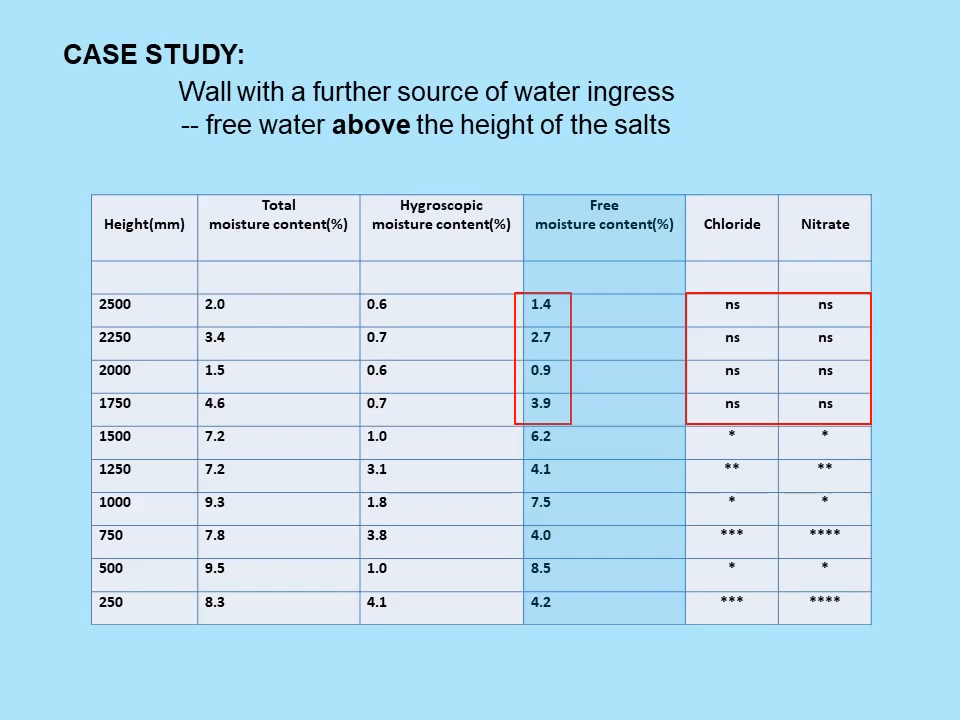 CASE STUDY:
Wall with a further source of water ingress
-- free water above the height of the salts
Height(mm) Total moisture content(%) Hygroscopic moisture content(%) Free moisture content(%) Chloride Nitrate
2500 2.0 0.6 1.4 ns ns
2250 3.4 0.7 2.7 ns ns
2000 1.5 0.6 0.9 ns ns
1750 4.6 0.7 3.9 ns ns
1500 7.2 1.0 6.2 * *
1250 7.2 3.1 4.1 ** **
1000 9.3 1.8 7.5 * *
750 7.8 3.8 4.0 *** ****
500 9.5 1.0 8.5 * *
250 8.3 4.1 4.2 *** ****